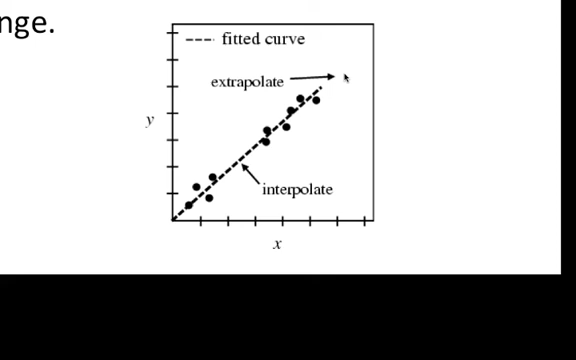 nge.
fitted curve
extrapolate
y
interpolate
x